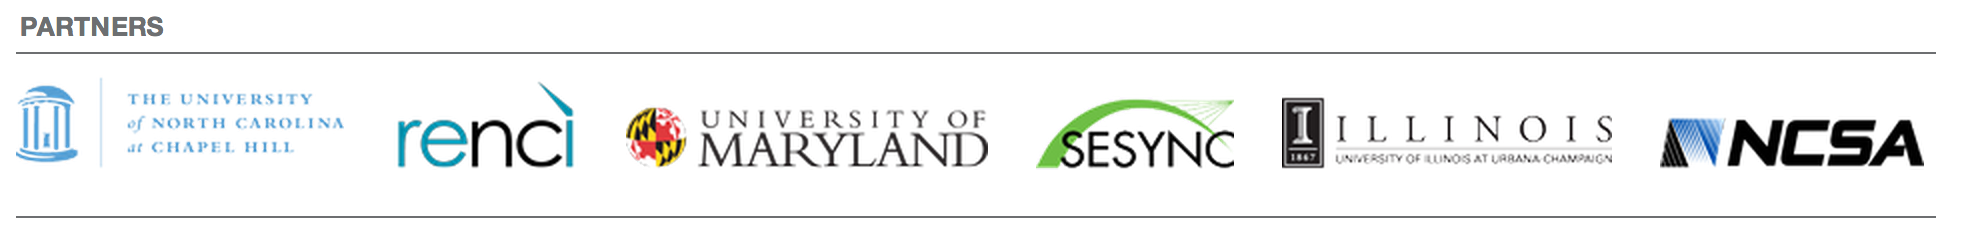 PARTNERS
THE UNIVERSITY
of NORTH CAROLINA
at CHAPEL HILL
renci
UNIVERSITY OF
MARYLAND
SESYNC
I
1867
ILLINOIS
UNIVERSITY OF ILLINOIS AT URBANA-CHAMPAIGN
NCSA